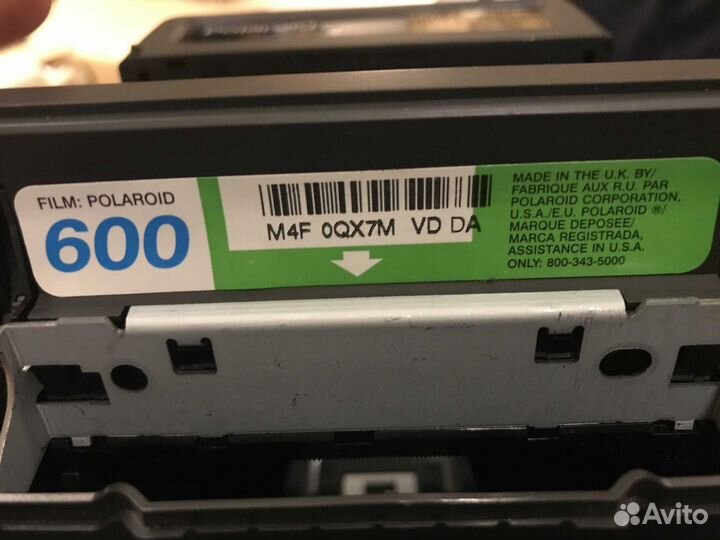 FILM: POLAROID
600
M4F 0QX7M VD DA
MADE IN THE U.K. BY/
FABRIQUE AUX R.U. PAR
POLAROID CORPORATION,
U.S.A./E.U. POLAROID ®/
MARQUE DEPOSEE/
MARCA REGISTRADA,
ASSISTANCE IN U.S.A.
ONLY: 800-343-5000
Avito